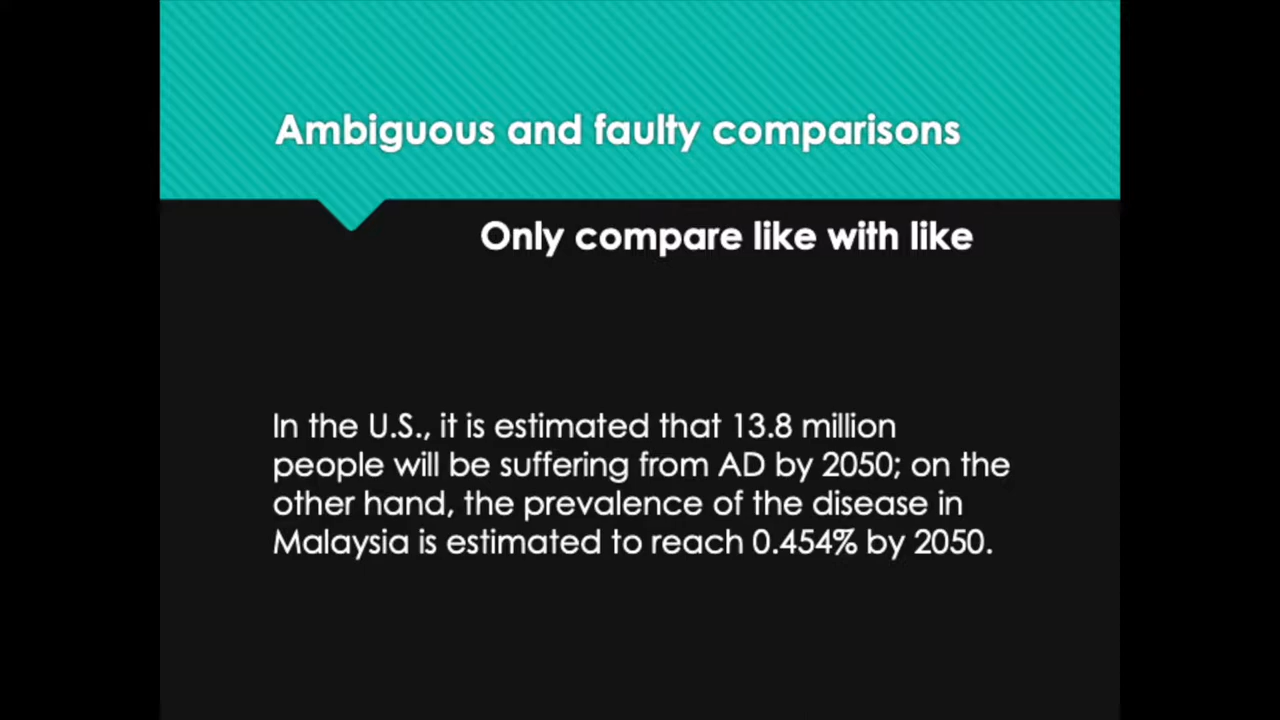 Ambiguous and faulty comparisons
Only compare like with like
In the U.S., it is estimated that 13.8 million
people will be suffering from AD by 2050; on the
other hand, the prevalence of the disease in
Malaysia is estimated to reach 0.454% by 2050.